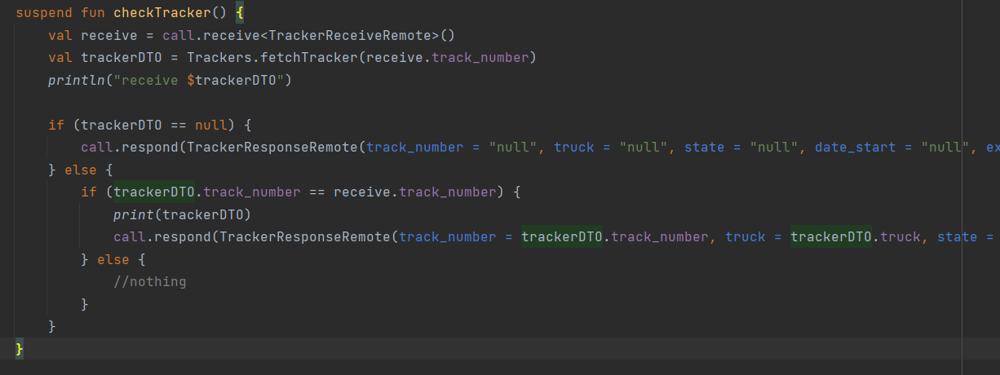 suspend fun checkTracker() {
    val receive = call.receive<TrackerReceiveRemote>()
    val trackerDTO = Trackers.fetchTracker(receive.track_number)
    println("receive $trackerDTO")

    if (trackerDTO == null) {
        call.respond(TrackerResponseRemote(track_number = "null", truck = "null", state = "null", date_start = "null", ex
    } else {
        if (trackerDTO.track_number == receive.track_number) {
            print(trackerDTO)
            call.respond(TrackerResponseRemote(track_number = trackerDTO.track_number, truck = trackerDTO.truck, state =
        } else {
            //nothing
        }
    }
}